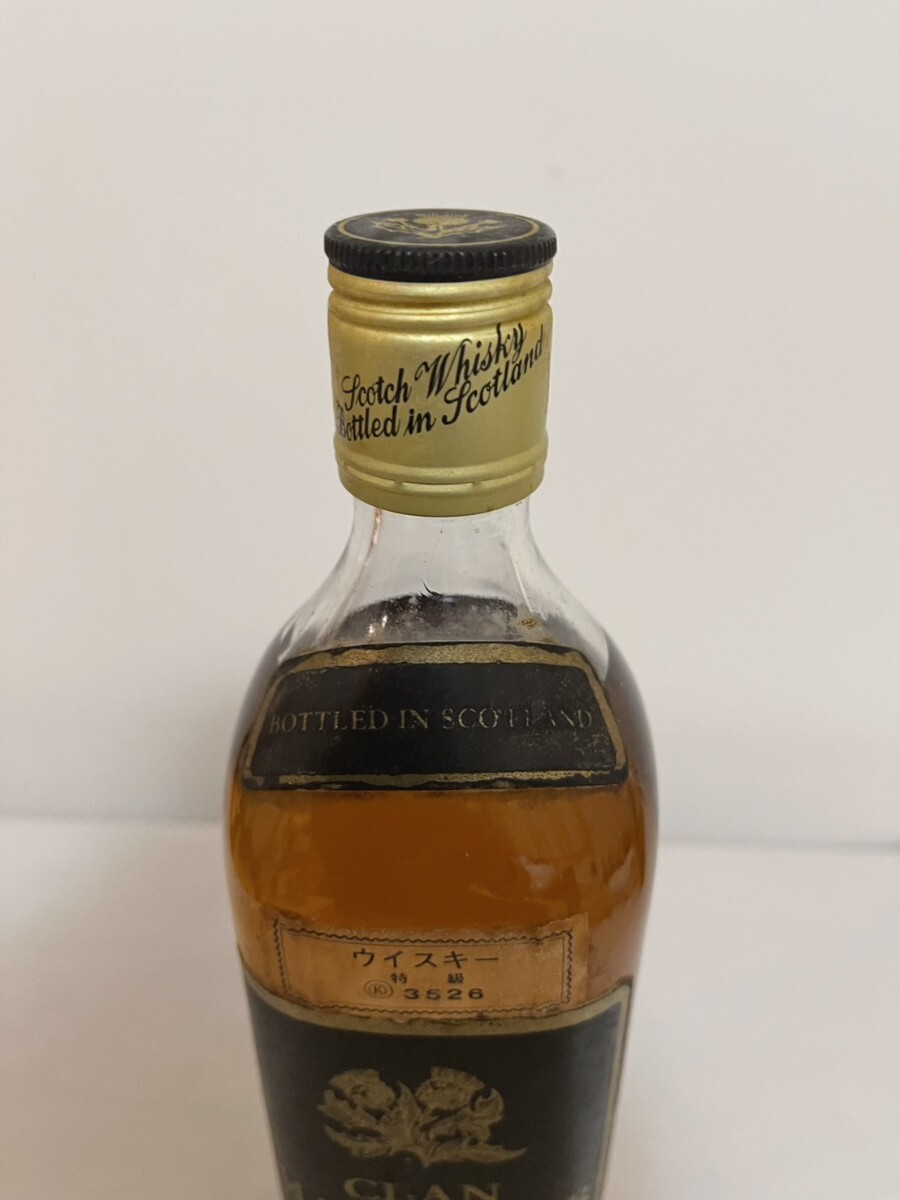 Scotch Whisky
Bottled in Scotland
BOTTLED IN SCOTLAND
ウイスキー
特級
Ⓚ 3526
CLAN